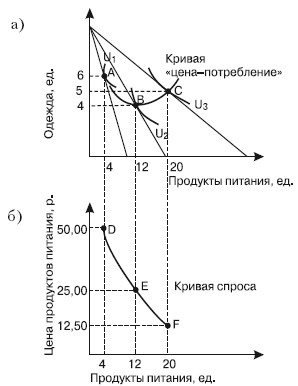 а)
Одежда, ед.
6
5
4
U₁
A
B
C
U₂
U₃
Кривая
«цена–потребление»
4
12
20
Продукты питания, ед.
б)
Цена продуктов питания, р.
50,00
25,00
12,50
D
E
F
Кривая спроса
4
12
20
Продукты питания, ед.